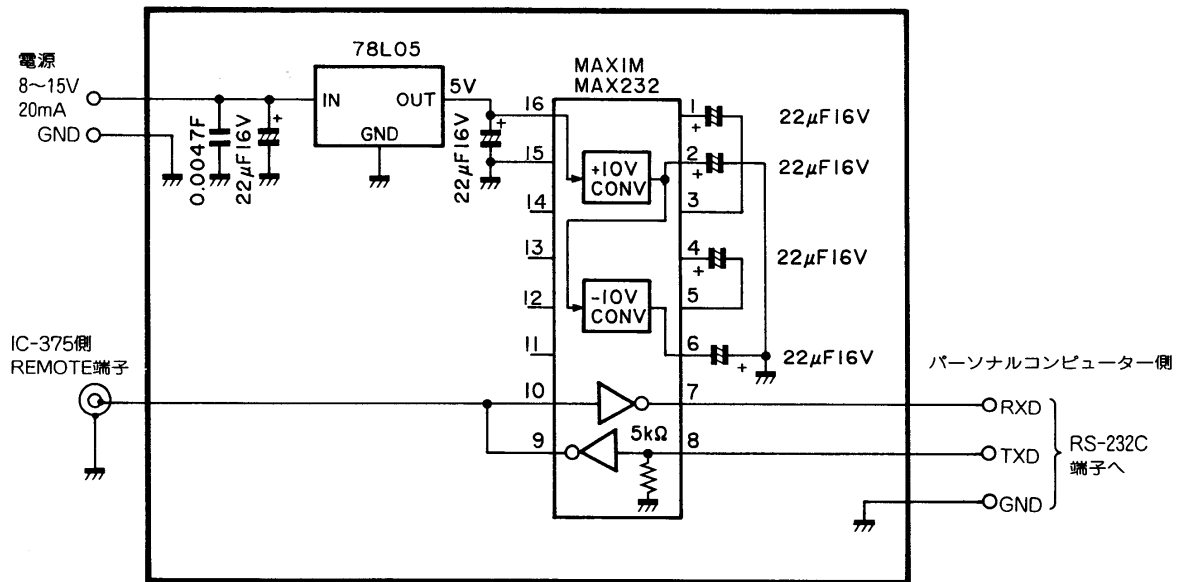 電源
8〜15V
20mA
GND
0.0047F
22μF16V
78L05
IN
OUT
GND
5V
22μF16V
MAXIM
MAX232
16
15
14
13
12
11
10
9
+10V
CONV
-10V
CONV
5kΩ
1
2
3
4
5
6
7
8
+
+
+
+
+
+
22μF16V
22μF16V
22μF16V
22μF16V
IC-375側
REMOTE端子
パーソナルコンピューター側
RXD
TXD
GND
RS-232C
端子へ